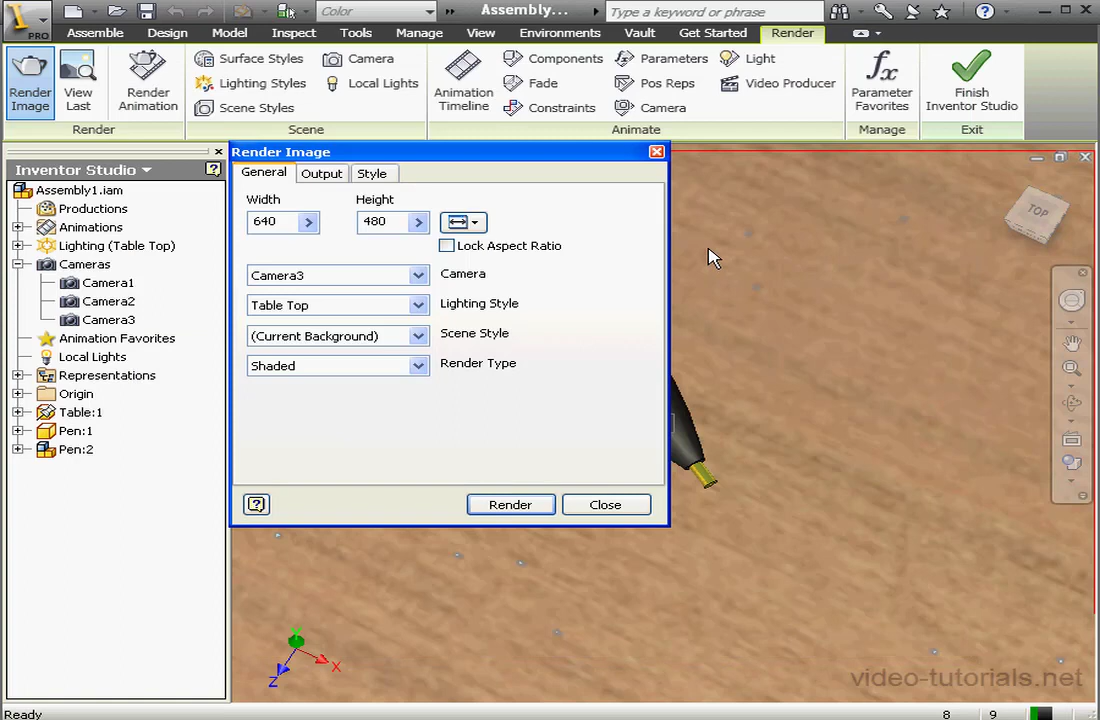 PRO
Color
Assembly...
Type a keyword or phrase
Assemble Design Model Inspect Tools Manage View Environments Vault Get Started Render
Render Image
View Last
Render Animation
Render
Surface Styles
Lighting Styles
Scene Styles
Camera
Local Lights
Scene
Animation Timeline
Components
Fade
Constraints
Parameters
Pos Reps
Camera
Light
Video Producer
Animate
fx
Parameter Favorites
Manage
Finish Inventor Studio
Exit
Inventor Studio
Assembly1.iam
Productions
Animations
Lighting (Table Top)
Cameras
Camera1
Camera2
Camera3
Animation Favorites
Local Lights
Representations
Origin
Table:1
Pen:1
Pen:2
Render Image
General Output Style
Width Height
640 480
Lock Aspect Ratio
Camera3 Camera
Table Top Lighting Style
(Current Background) Scene Style
Shaded Render Type
Render Close
TOP
Y
X
Z
video-tutorials.net
Ready 8 9